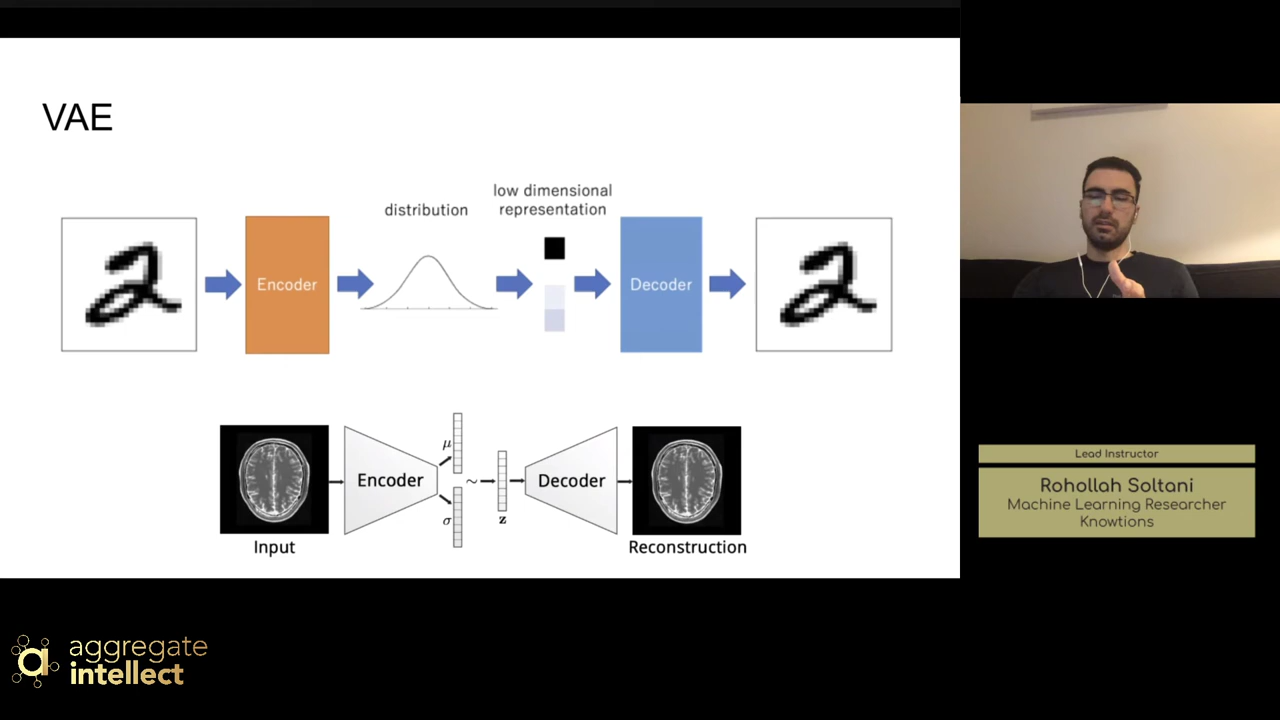 VAE
distribution
low dimensional
representation
Encoder
Decoder
μ
σ
~
z
Encoder
Decoder
Input
Reconstruction
Lead Instructor
Rohollah Soltani
Machine Learning Researcher
Knowtions
aggregate
intellect